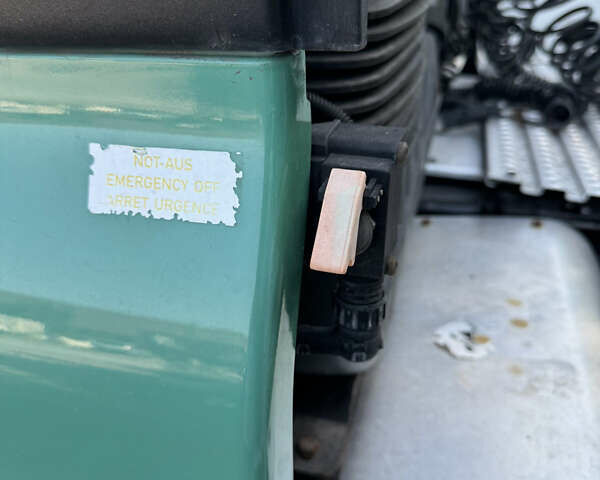 NOT-AUS
EMERGENCY OFF
ARRET URGENCE